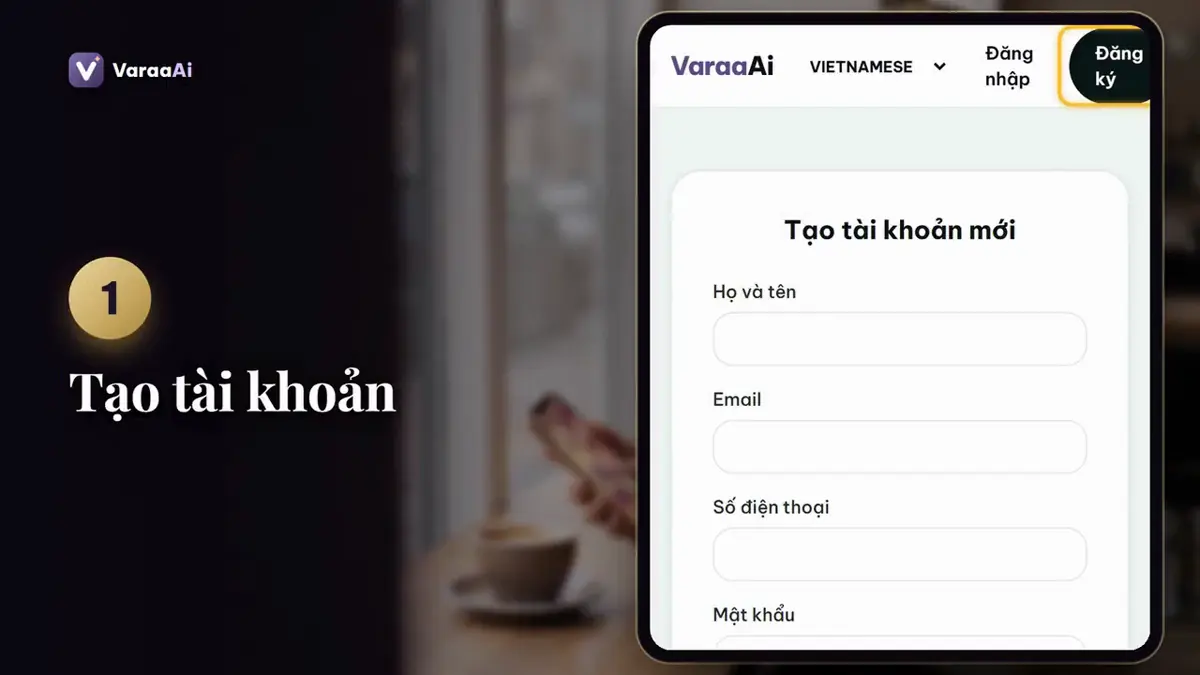 VaraaAi
1
Tạo tài khoản
VaraaAi
VIETNAMESE
Đăng
nhập
Đăng
ký
Tạo tài khoản mới
Họ và tên
Email
Số điện thoại
Mật khẩu